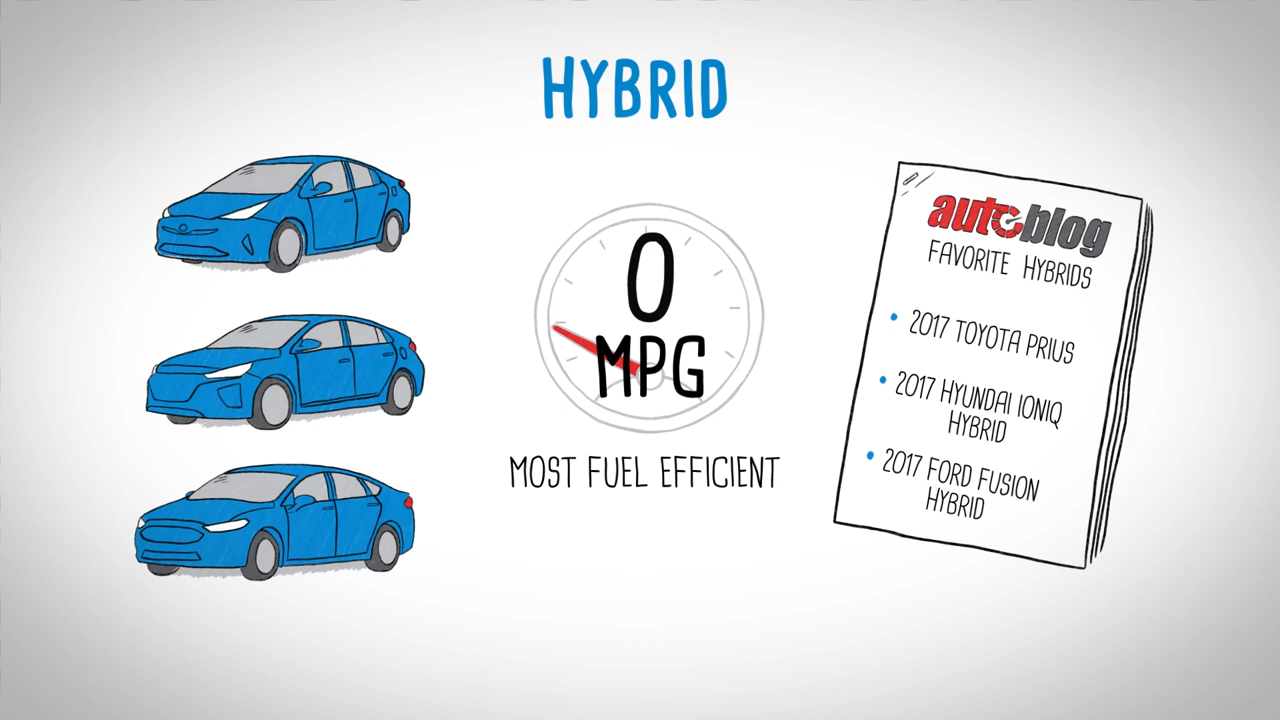 HYBRID
0
MPG
MOST FUEL EFFICIENT
autoblog
FAVORITE HYBRIDS
• 2017 TOYOTA PRIUS
• 2017 HYUNDAI IONIQ
HYBRID
• 2017 FORD FUSION
HYBRID